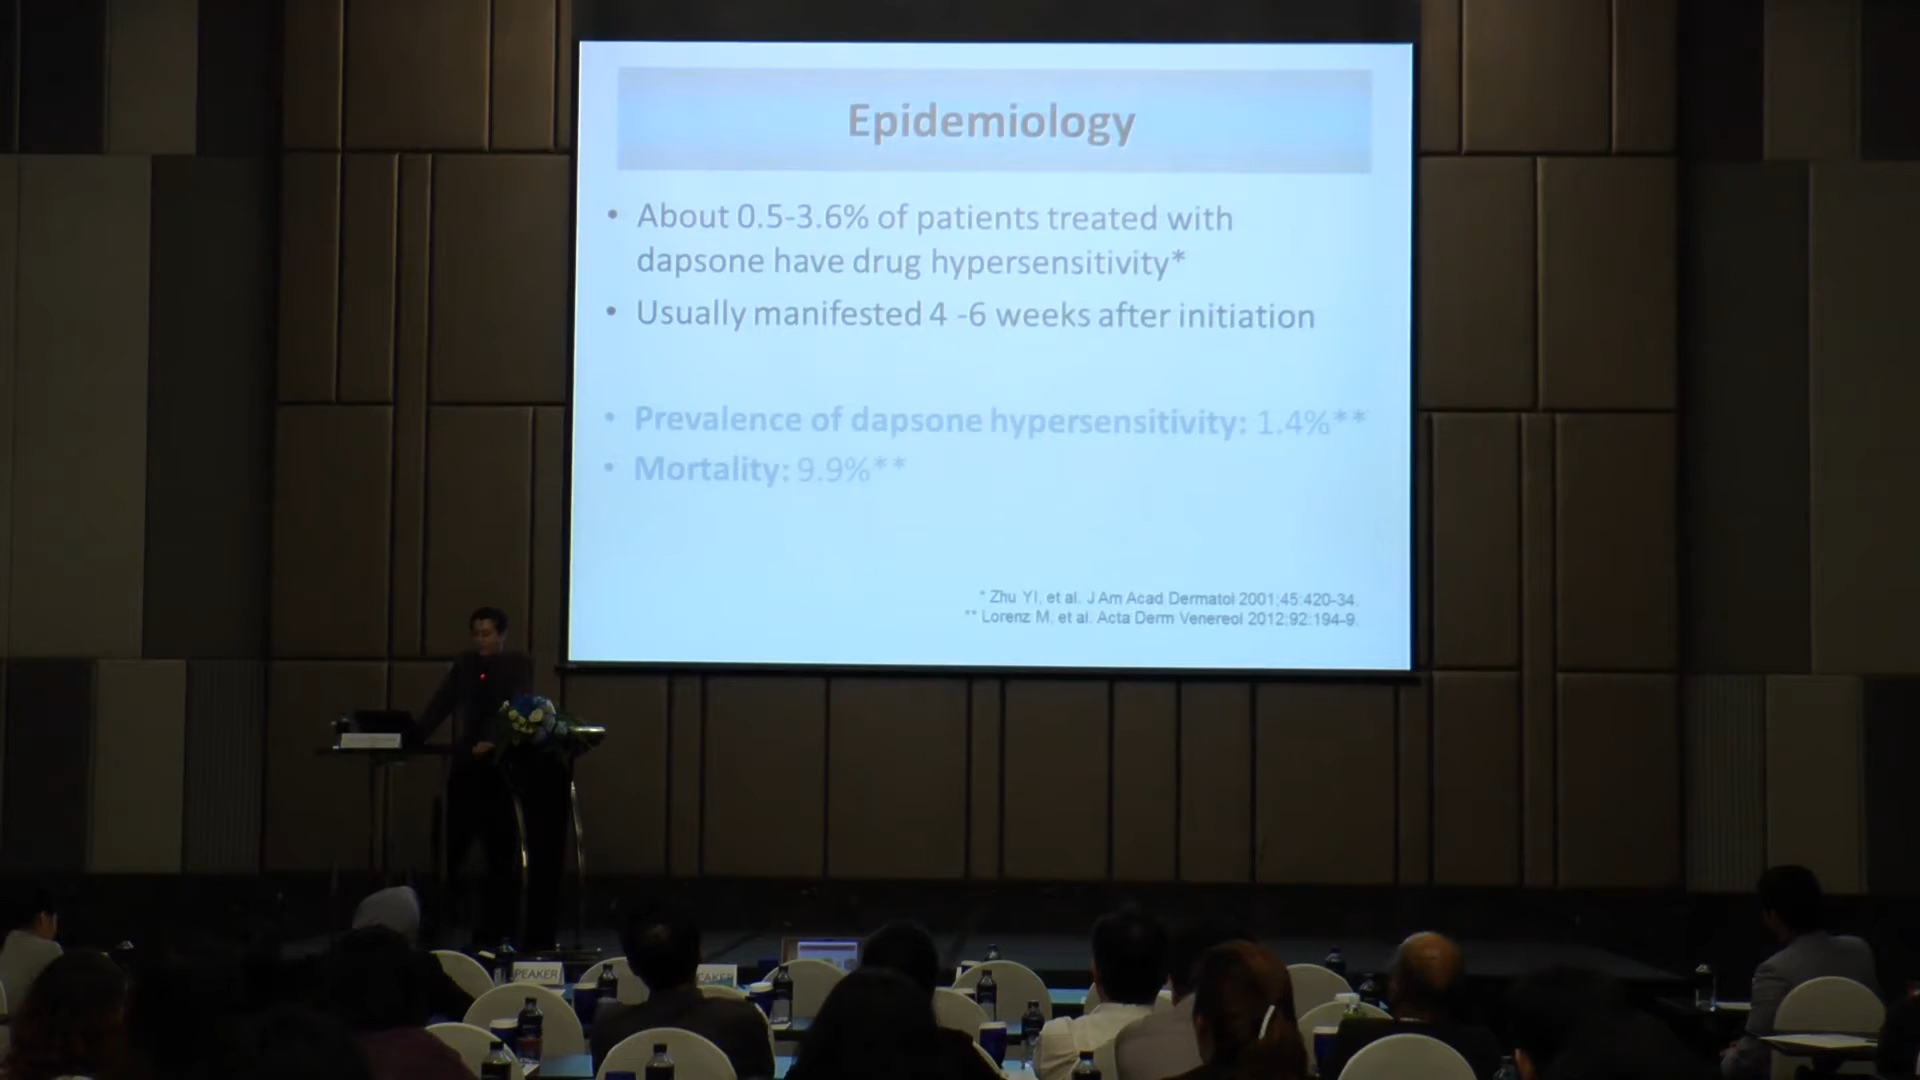 Epidemiology
• About 0.5-3.6% of patients treated with
dapsone have drug hypersensitivity*
• Usually manifested 4 -6 weeks after initiation
• Prevalence of dapsone hypersensitivity: 1.4%**
• Mortality: 9.9%**
* Zhu YI, et al. J Am Acad Dermatol 2001;45:420-34.
** Lorenz M, et al. Acta Derm Venereol 2012;92:194-9.
PEAKER
EAKER